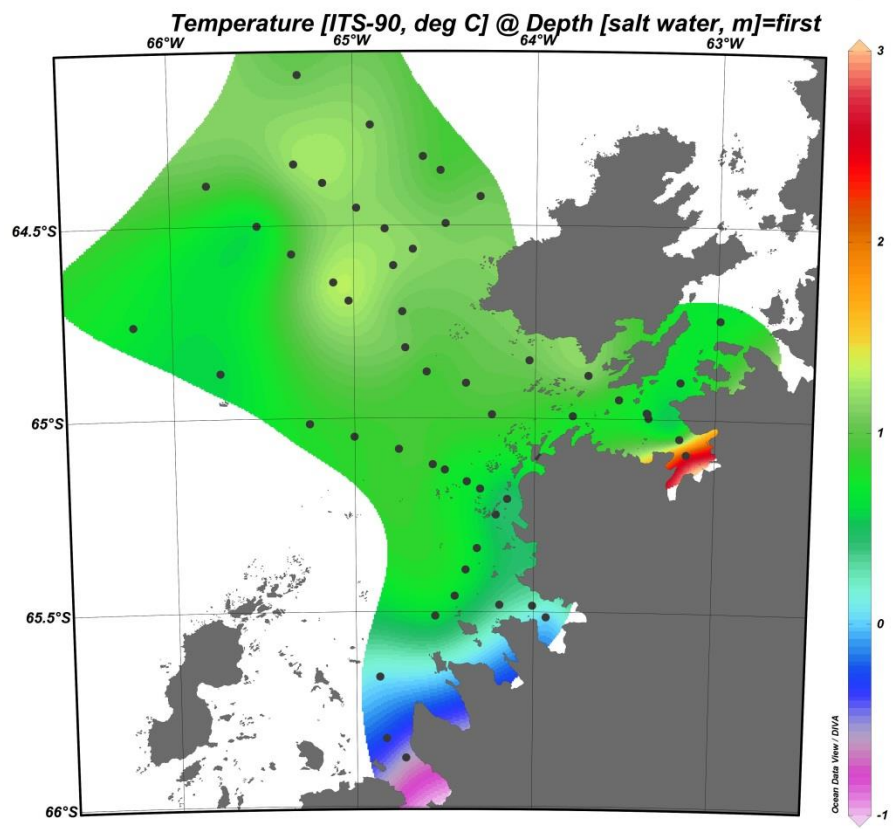 Temperature [ITS-90, deg C] @ Depth [salt water, m]=first
66°W 65°W 64°W 63°W
3
64.5°S
2
65°S
1
65.5°S
0
66°S
-1
Ocean Data View / DIVA